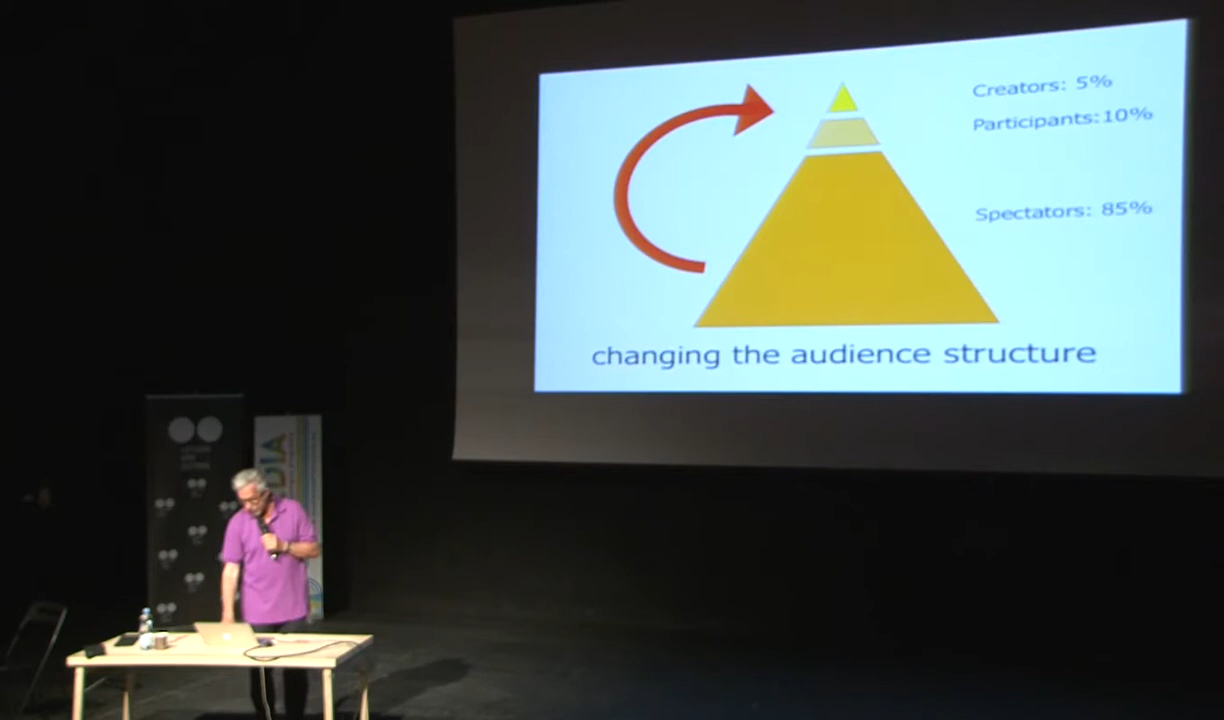 Creators: 5%
Participants:10%
Spectators: 85%
changing the audience structure